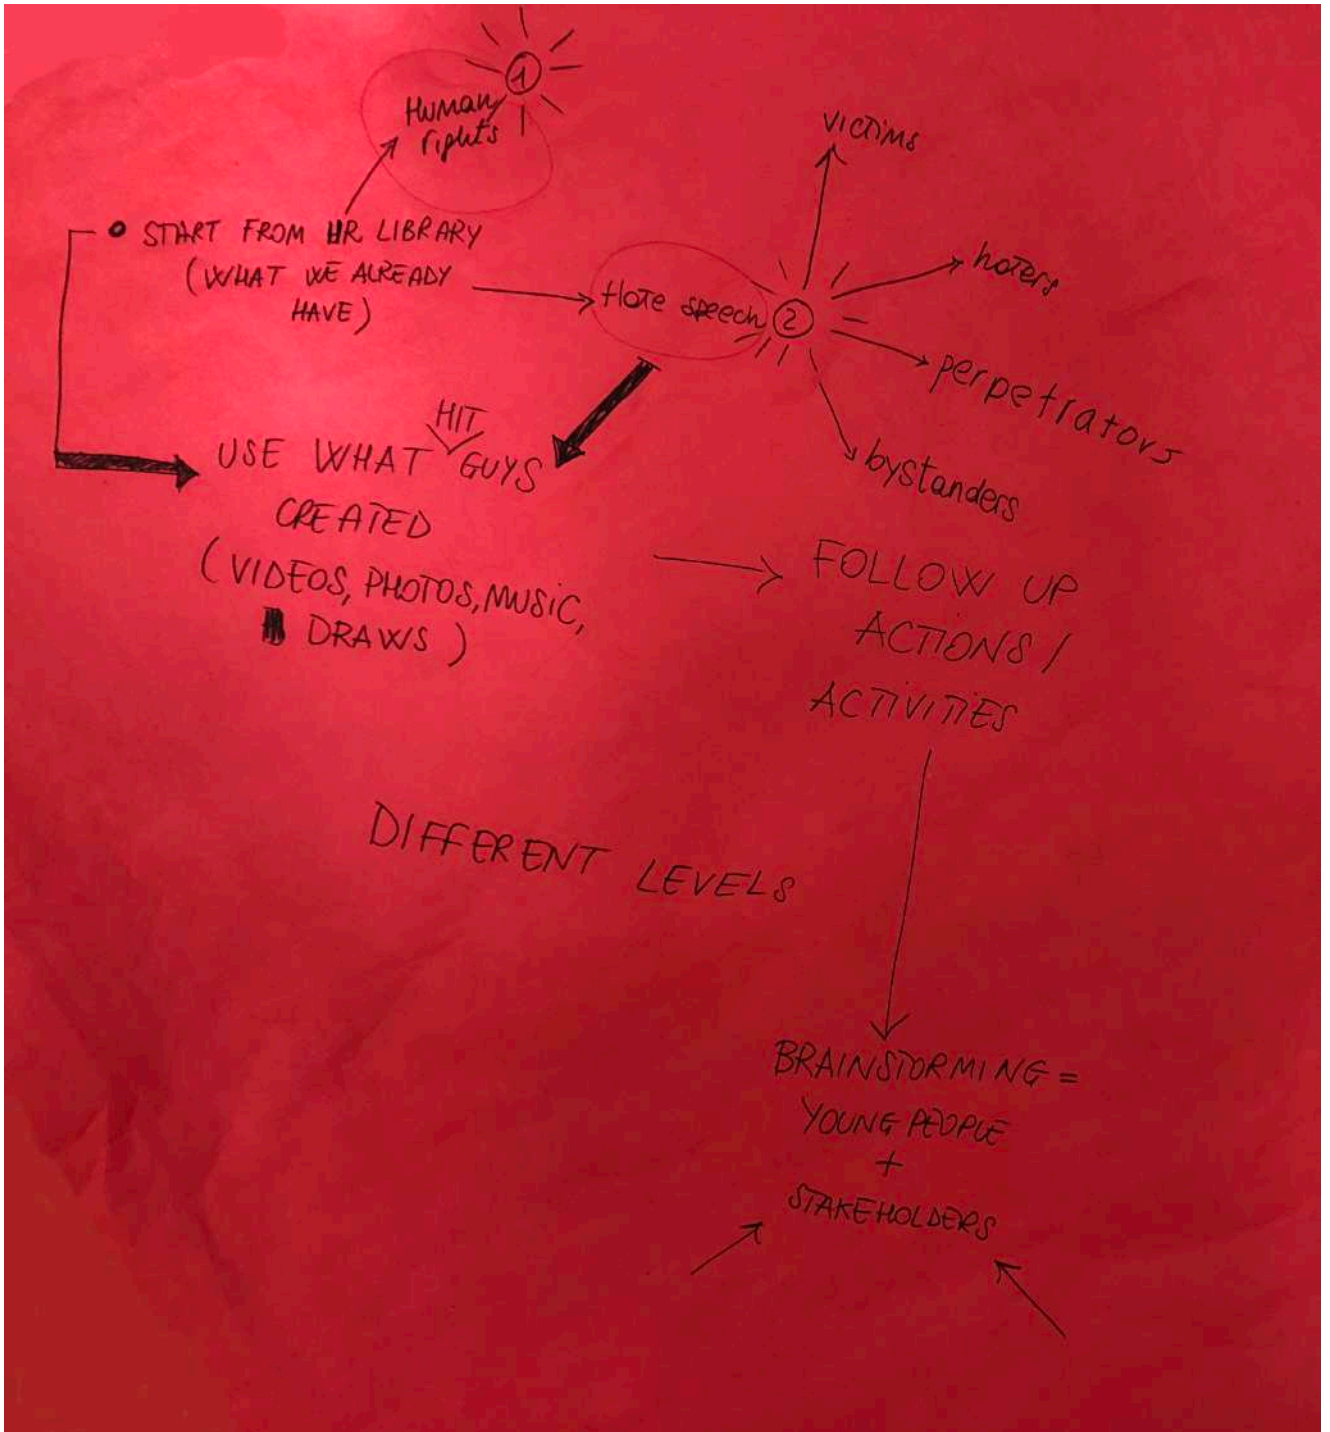 1
Human
rights
victims
• START FROM HR LIBRARY
(WHAT WE ALREADY
HAVE)
Hate speech 2
haters
perpetrators
bystanders
HIT
USE WHAT GUYS
CREATED
(VIDEOS, PHOTOS, MUSIC,
DRAWS)
FOLLOW UP
ACTIONS /
ACTIVITIES
DIFFERENT LEVELS
BRAINSTORMING =
YOUNG PEOPLE
+
STAKEHOLDERS